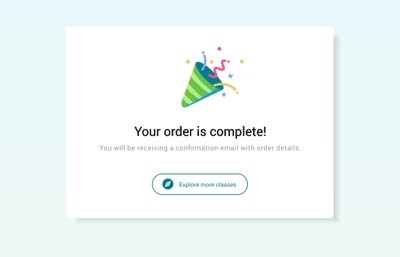 Your order is complete!
You will be receiving a confirmation email with order details.
Explore more classes